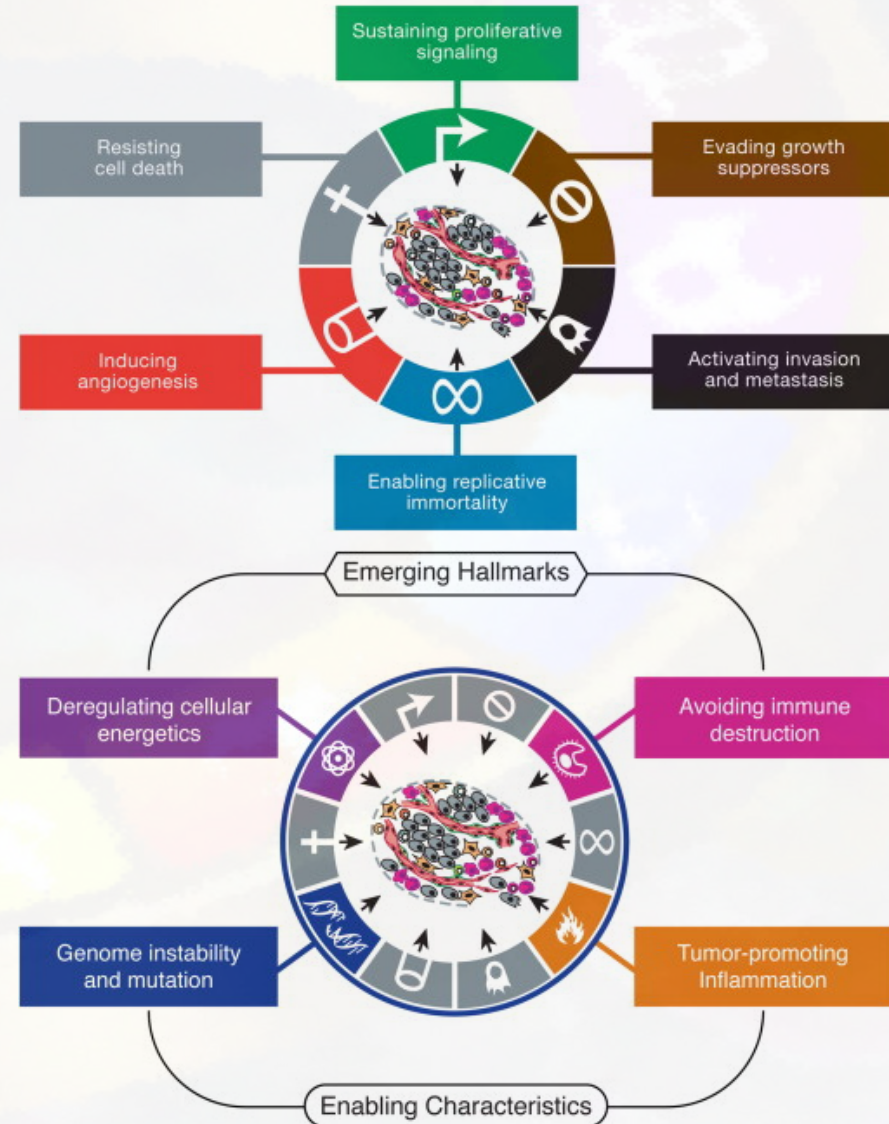 Sustaining proliferative
signaling
Resisting
cell death
Evading growth
suppressors
Inducing
angiogenesis
Activating invasion
and metastasis
Enabling replicative
immortality
Emerging Hallmarks
Deregulating cellular
energetics
Avoiding immune
destruction
Genome instability
and mutation
Tumor-promoting
Inflammation
Enabling Characteristics